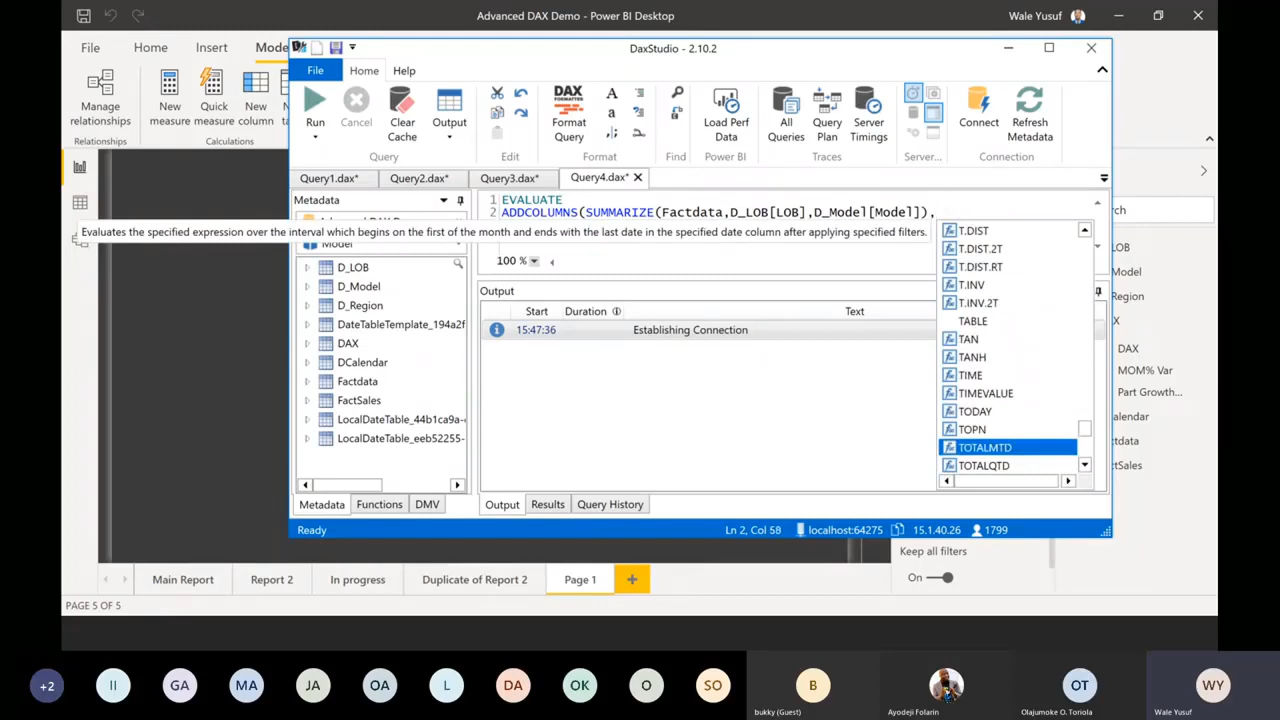 Advanced DAX Demo - Power BI Desktop
Wale Yusuf
File
Home
Insert
Mode
Manage relationships
Relationships
New measure
Quick measure
New column
Calculations
DaxStudio - 2.10.2
File
Home
Help
Run
Cancel
Clear Cache
Output
Query
Edit
DAX FORMATTER
Format Query
Format
Find
Load Perf Data
Power BI
All Queries
Query Plan
Server Timings
Traces
Server...
Connect
Refresh Metadata
Connection
Query1.dax*
Query2.dax*
Query3.dax*
Query4.dax*
Metadata
1 EVALUATE
2 ADDCOLUMNS(SUMMARIZE(Factdata,D_LOB[LOB],D_Model[Model]),
Evaluates the specified expression over the interval which begins on the first of the month and ends with the last date in the specified date column after applying specified filters.
Model
D_LOB
D_Model
D_Region
DateTableTemplate_194a2f
DAX
DCalendar
Factdata
FactSales
LocalDateTable_44b1ca9a-
LocalDateTable_eeb52255-
100 %
Output
Start
Duration
Text
15:47:36
Establishing Connection
T.DIST
T.DIST.2T
T.DIST.RT
T.INV
T.INV.2T
TABLE
TAN
TANH
TIME
TIMEVALUE
TODAY
TOPN
TOTALMTD
TOTALQTD
Metadata
Functions
DMV
Output
Results
Query History
Ready
Ln 2, Col 58
localhost:64275
15.1.40.26
1799
rch
OB
Model
Region
X
DAX
MOM% Var
Part Growth...
alendar
ctdata
ctSales
Keep all filters
On
Main Report
Report 2
In progress
Duplicate of Report 2
Page 1
PAGE 5 OF 5
+2
II
GA
MA
JA
OA
L
DA
OK
O
SO
B
bukky (Guest)
Ayodeji Folarin
OT
Olajumoke O. Toriola
WY
Wale Yusuf